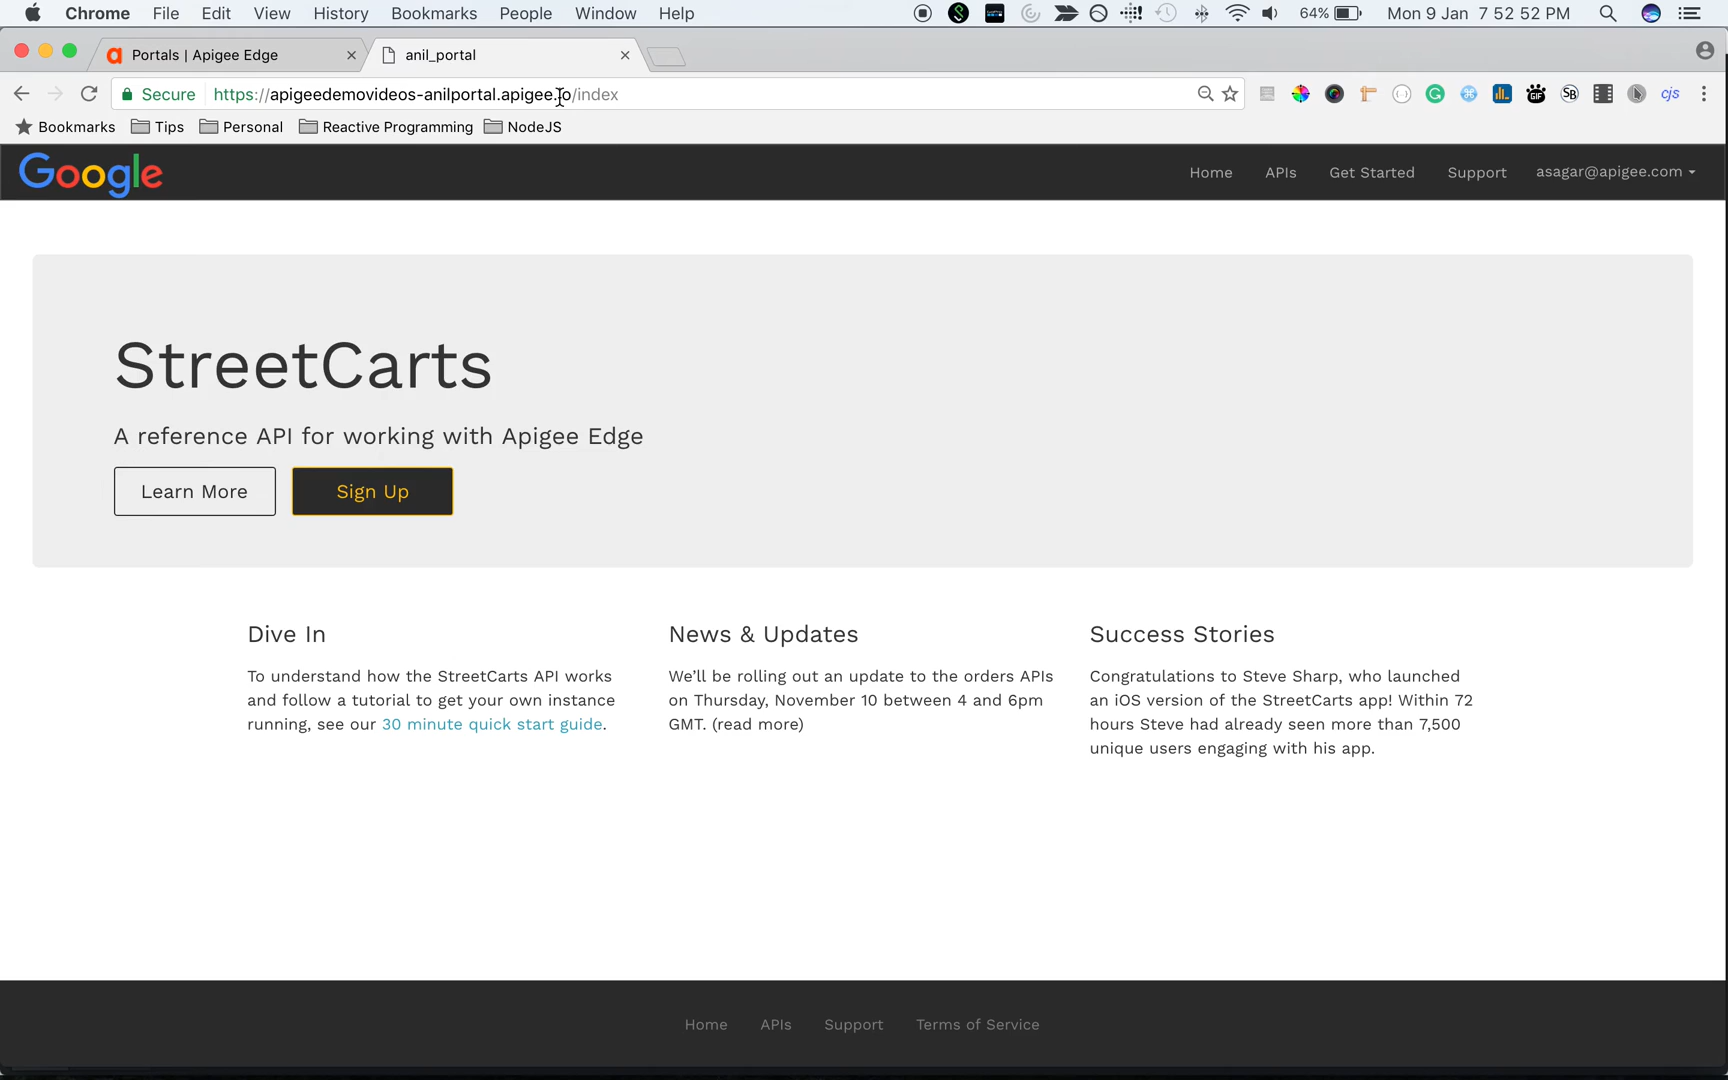 Chrome File Edit View History Bookmarks People Window Help 64% Mon 9 Jan 7 52 52 PM
Portals | Apigee Edge anil_portal
Secure https://apigeedemovideos-anilportal.apigee.io/index SB GIF cjs
Bookmarks Tips Personal Reactive Programming NodeJS
Google Home APIs Get Started Support asagar@apigee.com
StreetCarts
A reference API for working with Apigee Edge
Learn More Sign Up
Dive In
To understand how the StreetCarts API works
and follow a tutorial to get your own instance
running, see our 30 minute quick start guide.
News & Updates
We'll be rolling out an update to the orders APIs
on Thursday, November 10 between 4 and 6pm
GMT. (read more)
Success Stories
Congratulations to Steve Sharp, who launched
an iOS version of the StreetCarts app! Within 72
hours Steve had already seen more than 7,500
unique users engaging with his app.
Home APIs Support Terms of Service